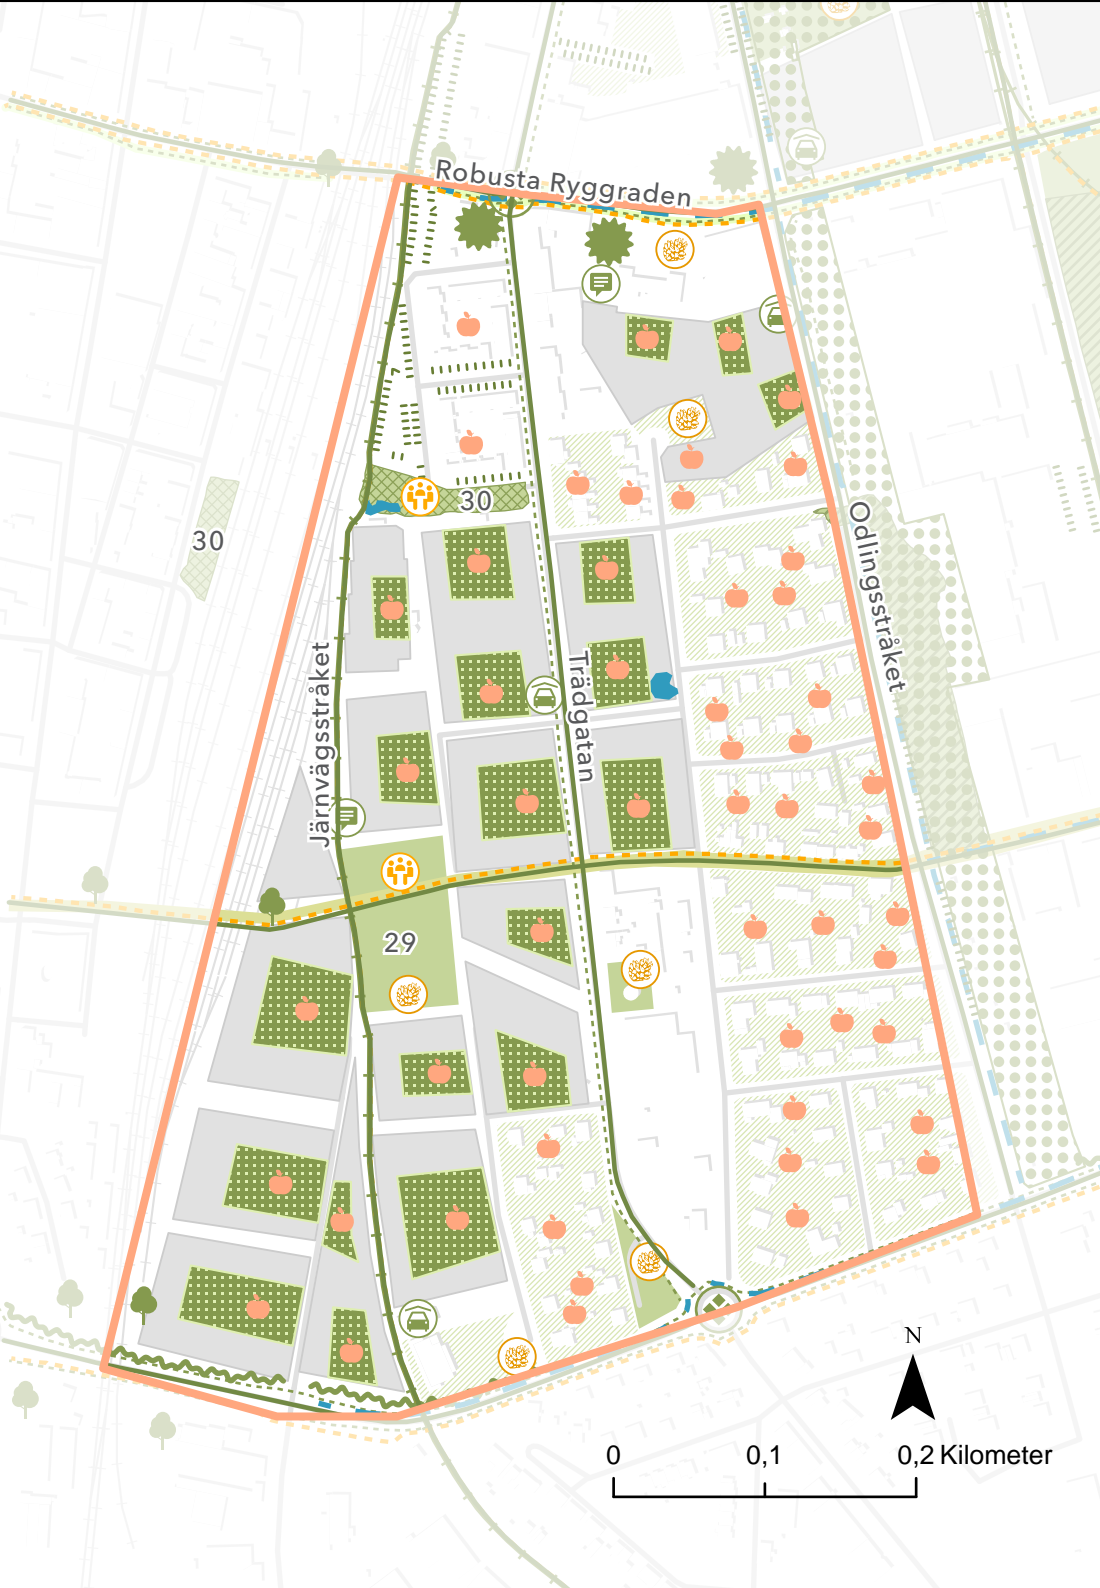 Robusta Ryggraden
30
30
Odlingsstråket
Järnvägsstråket
Trädgatan
29
N
0
0,1
0,2 Kilometer